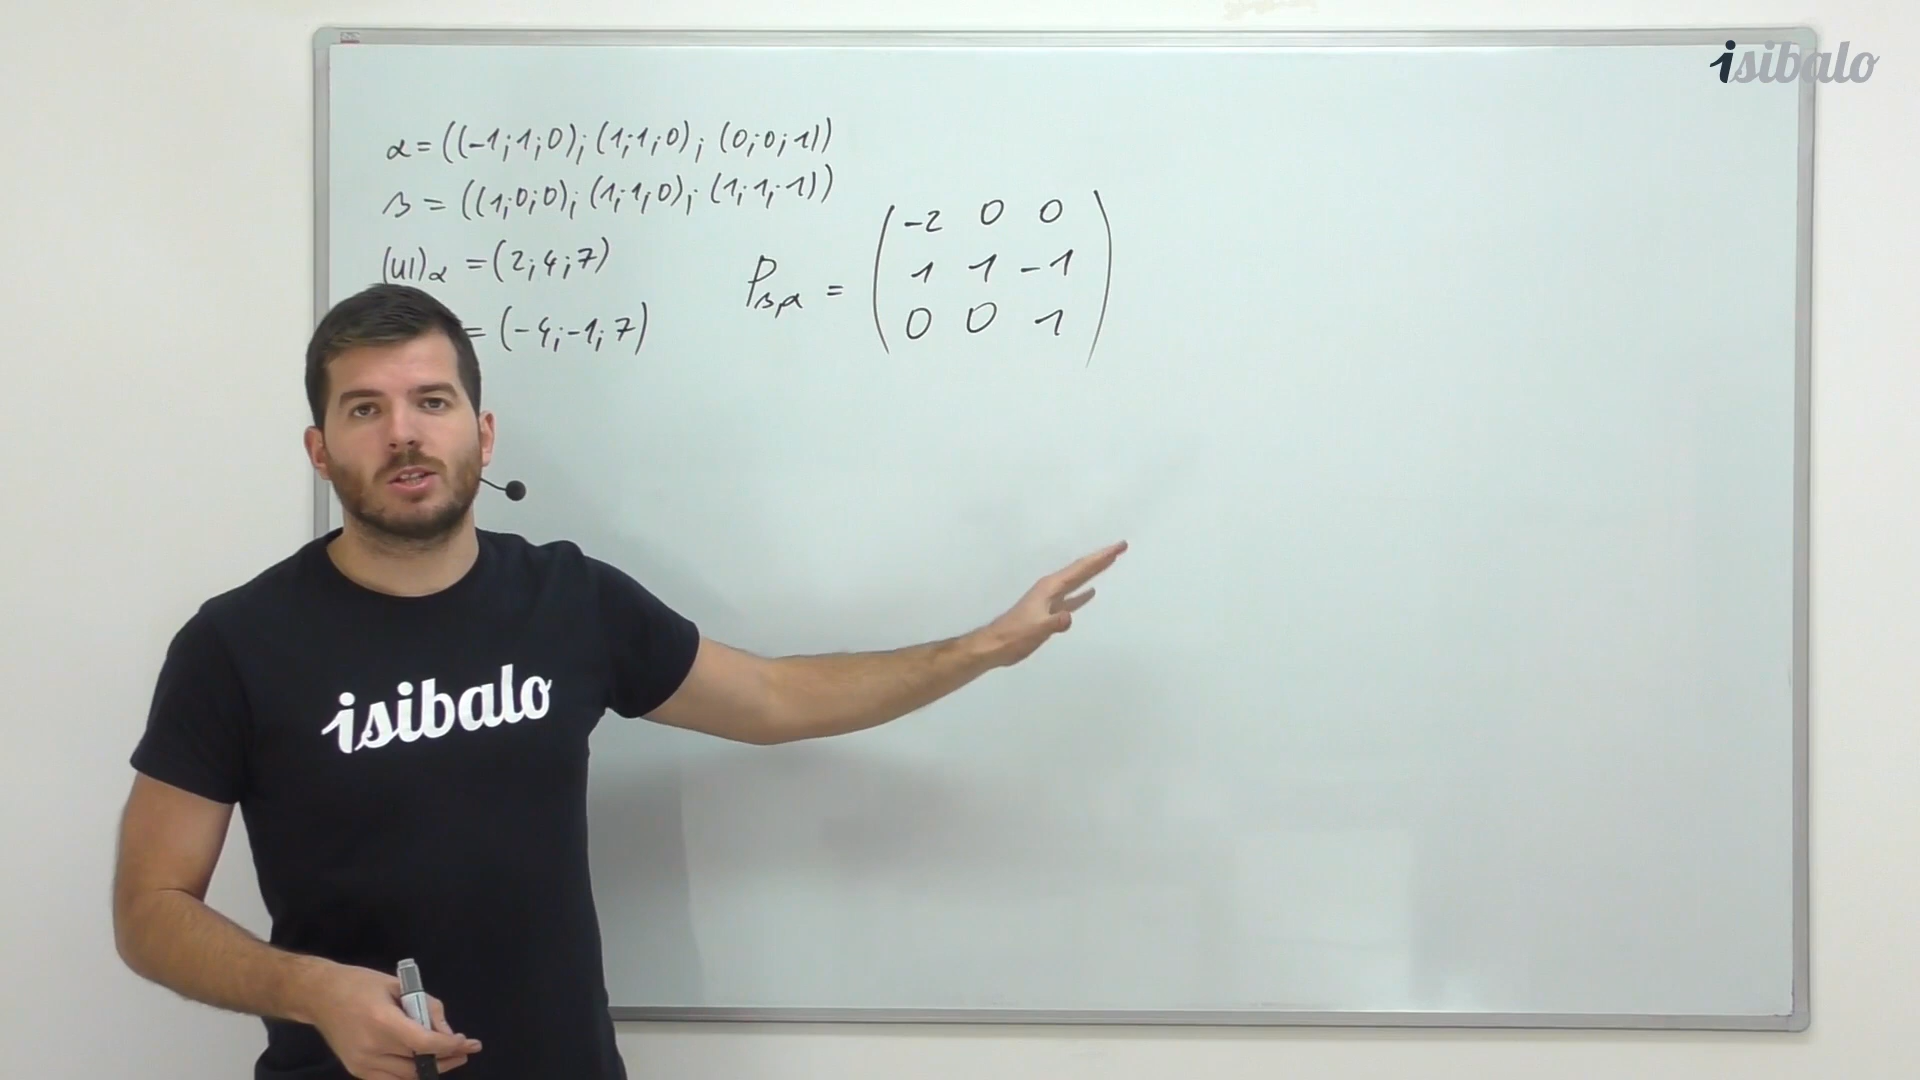 isibalo
α = ((-1;1;0); (1;1;0); (0;0;1))
β = ((1;0;0); (1;1;0); (1;1;1))
(u)α = (2;4;7)
= (-4;-1;7)
Pβ,α = 
-2 0 0
1 1 -1
0 0 1
isibalo